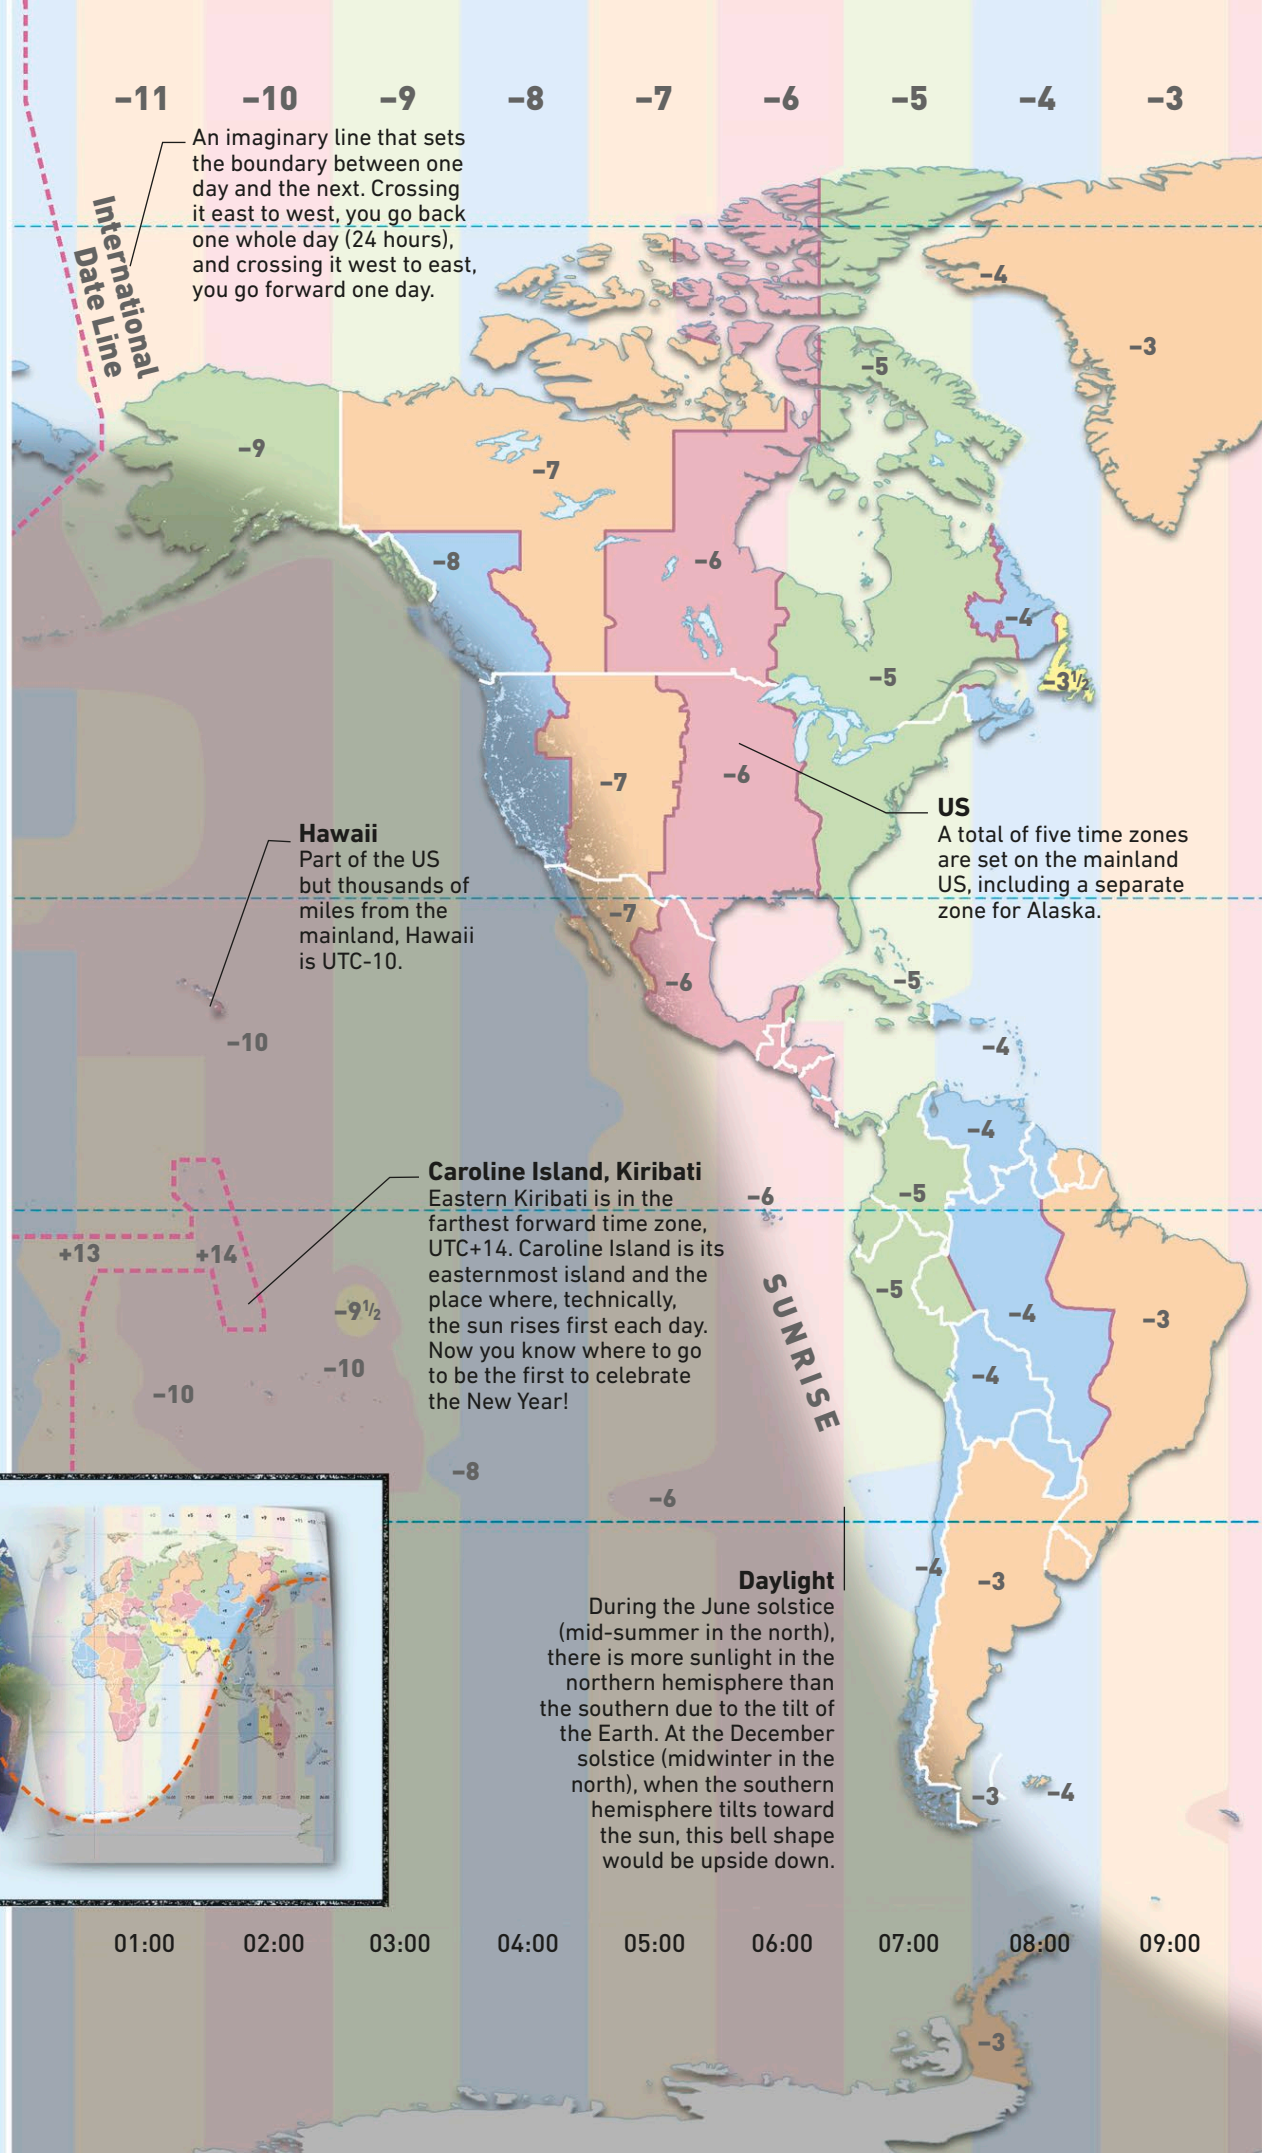 −11 −10 −9 −8 −7 −6 −5 −4 −3
An imaginary line that sets
the boundary between one
day and the next. Crossing
it east to west, you go back
one whole day (24 hours),
and crossing it west to east,
you go forward one day.
International
Date Line
−4
−3
−5
−9
−7
−8
−6
−4
−5
−3½
−7
−6
US
A total of five time zones
are set on the mainland
US, including a separate
zone for Alaska.
Hawaii
Part of the US
but thousands of
miles from the
mainland, Hawaii
is UTC-10.
−7
−6
−5
−10
−4
−4
Caroline Island, Kiribati
Eastern Kiribati is in the
farthest forward time zone,
UTC+14. Caroline Island is its
easternmost island and the
place where, technically,
the sun rises first each day.
Now you know where to go
to be the first to celebrate
the New Year!
−6
−5
+13
+14
SUNRISE
−5
−9½
−4
−3
−10
−10
−4
−8
−6
−4
−3
Daylight
During the June solstice
(mid-summer in the north),
there is more sunlight in the
northern hemisphere than
the southern due to the tilt of
the Earth. At the December
solstice (midwinter in the
north), when the southern
hemisphere tilts toward
the sun, this bell shape
would be upside down.
−3
−4
01:00 02:00 03:00 04:00 05:00 06:00 07:00 08:00 09:00
−3